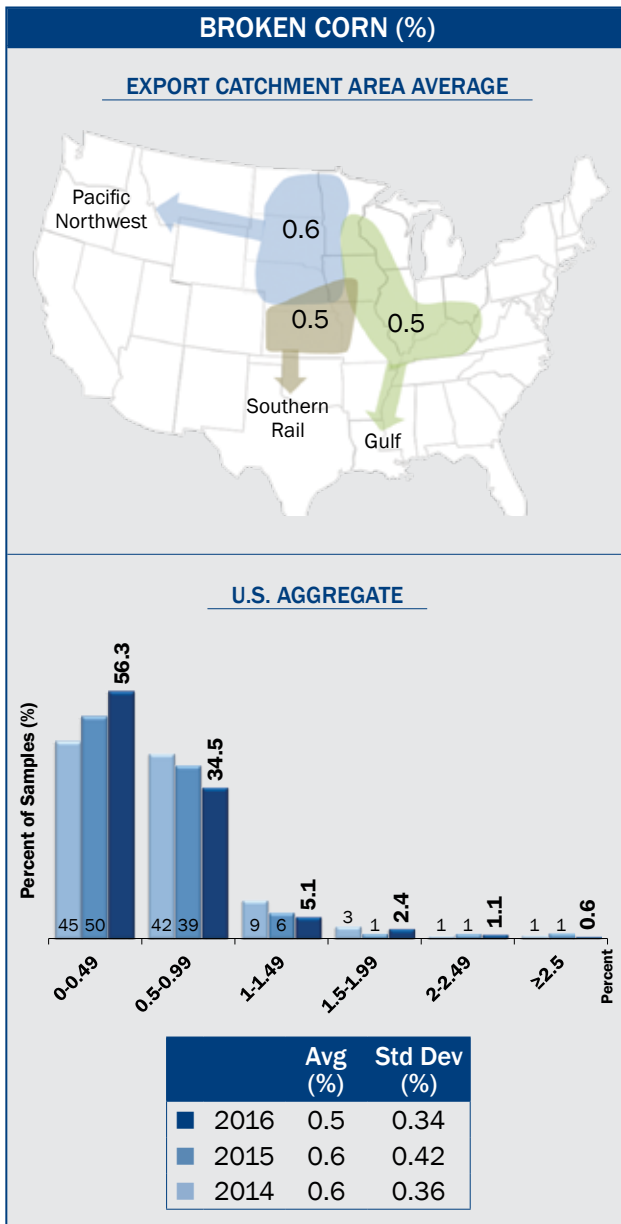 BROKEN CORN (%)
EXPORT CATCHMENT AREA AVERAGE
Pacific
Northwest
0.6
0.5
0.5
Southern
Rail
Gulf
U.S. AGGREGATE
Percent of Samples (%)
45 50 56.3
42 39 34.5
9 6 5.1
3 1 2.4
1 1 1.1
1 1 0.6
0-0.49 0.5-0.99 1-1.49 1.5-1.99 2-2.49 ≥2.5
Percent
Avg Std Dev
(%) (%)
2016 0.5 0.34
2015 0.6 0.42
2014 0.6 0.36